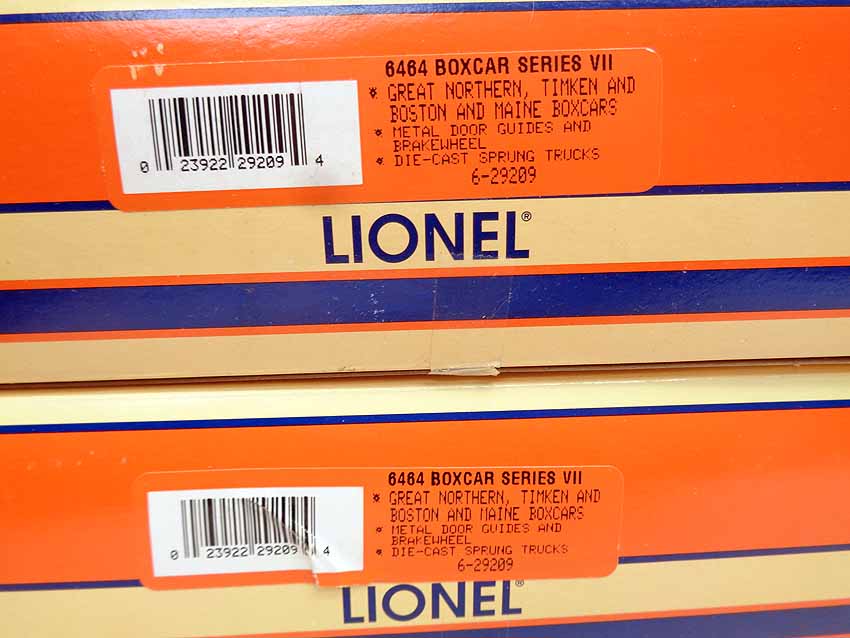 6464 BOXCAR SERIES VII
* GREAT NORTHERN, TIMKEN AND
BOSTON AND MAINE BOXCARS
* METAL DOOR GUIDES AND
BRAKEWHEEL
* DIE-CAST SPRUNG TRUCKS
6-29209
0 23922 29209 4
LIONEL®
6464 BOXCAR SERIES VII
* GREAT NORTHERN, TIMKEN AND
BOSTON AND MAINE BOXCARS
* METAL DOOR GUIDES AND
BRAKEWHEEL
* DIE-CAST SPRUNG TRUCKS
6-29209
0 23922 29209 4
LIONEL®